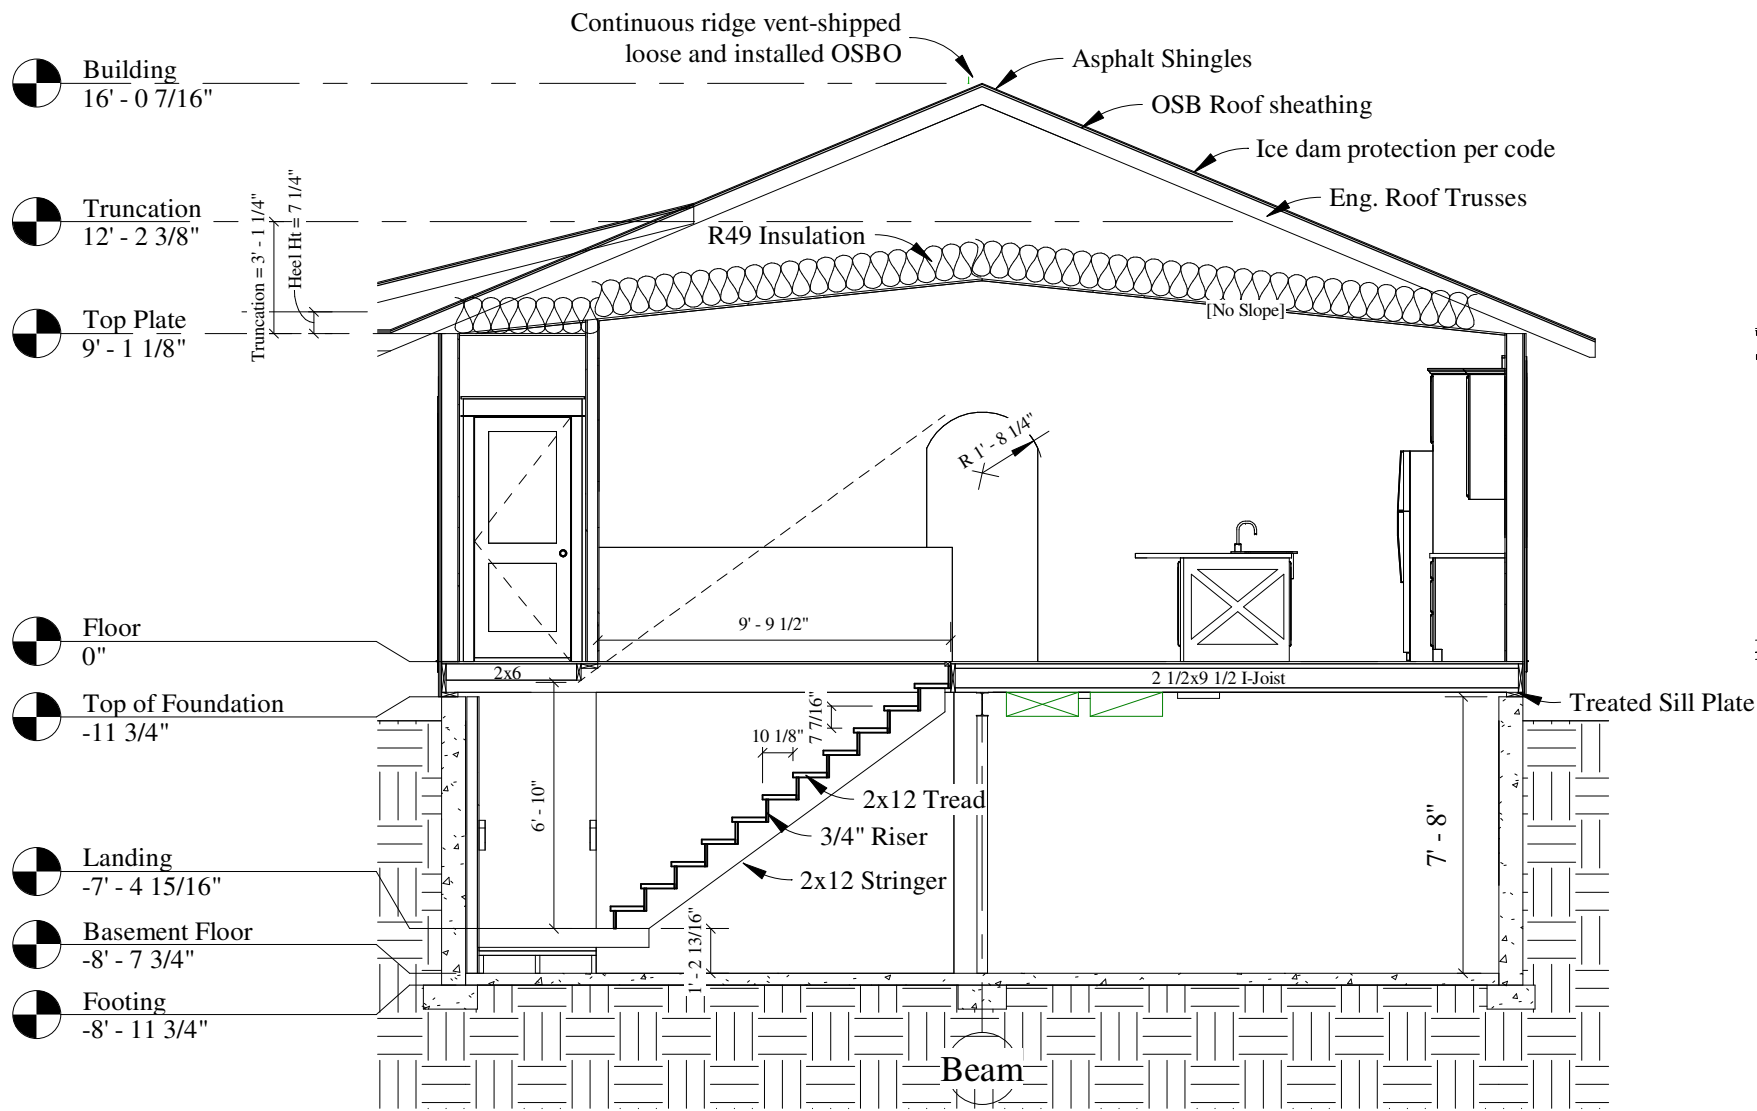 Continuous ridge vent-shipped
loose and installed OSBO
Asphalt Shingles
OSB Roof sheathing
Ice dam protection per code
Eng. Roof Trusses
R49 Insulation
[No Slope]
Building
16' - 0 7/16"
Truncation
12' - 2 3/8"
Truncation = 3' - 1 1/4"
Heel Ht = 7 1/4"
Top Plate
9' - 1 1/8"
R 1' - 8 1/4"
Floor
0"
9' - 9 1/2"
2x6
2 1/2x9 1/2 I-Joist
Top of Foundation
-11 3/4"
Treated Sill Plate
7 7/16"
10 1/8"
2x12 Tread
3/4" Riser
2x12 Stringer
6' - 10"
7' - 8"
Landing
-7' - 4 15/16"
1' - 2 13/16"
Basement Floor
-8' - 7 3/4"
Footing
-8' - 11 3/4"
Beam